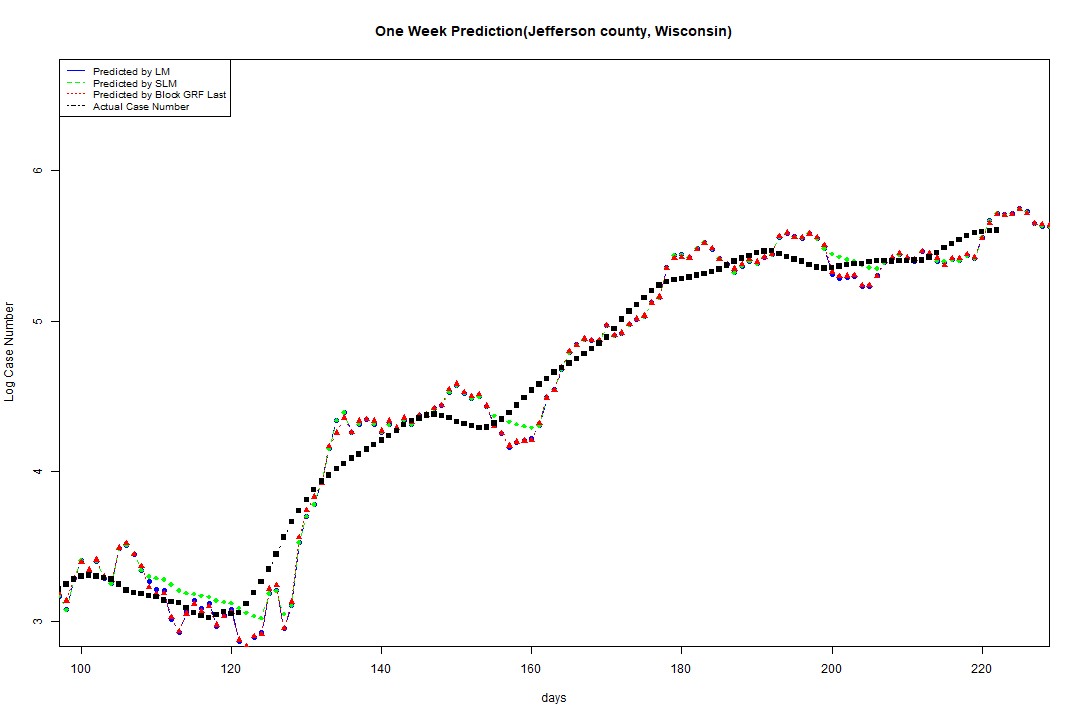 One Week Prediction(Jefferson county, Wisconsin)
Predicted by LM
Predicted by SLM
Predicted by Block GRF Last
Actual Case Number
6
5
4
3
Log Case Number
100 120 140 160 180 200 220
days